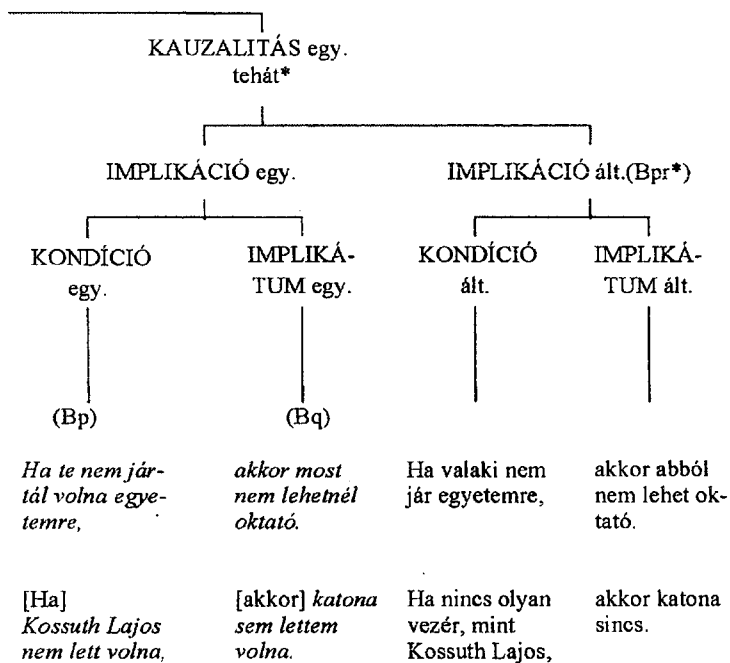 KAUZALITÁS egy.
tehát*
IMPLIKÁCIÓ egy.
IMPLIKÁCIÓ ált.(Bpr*)
KONDÍCIÓ
egy.
IMPLIKÁ-
TUM egy.
KONDÍCIÓ
ált.
IMPLIKÁ-
TUM ált.
(Bp)
(Bq)
Ha te nem jár-
tál volna egye-
temre,
akkor most
nem lehetnél
oktató.
Ha valaki nem
jár egyetemre,
akkor abból
nem lehet ok-
tató.
[Ha]
Kossuth Lajos
nem lett volna,
[akkor] katona
sem lettem
volna.
Ha nincs olyan
vezér, mint
Kossuth Lajos,
akkor katona
sincs.